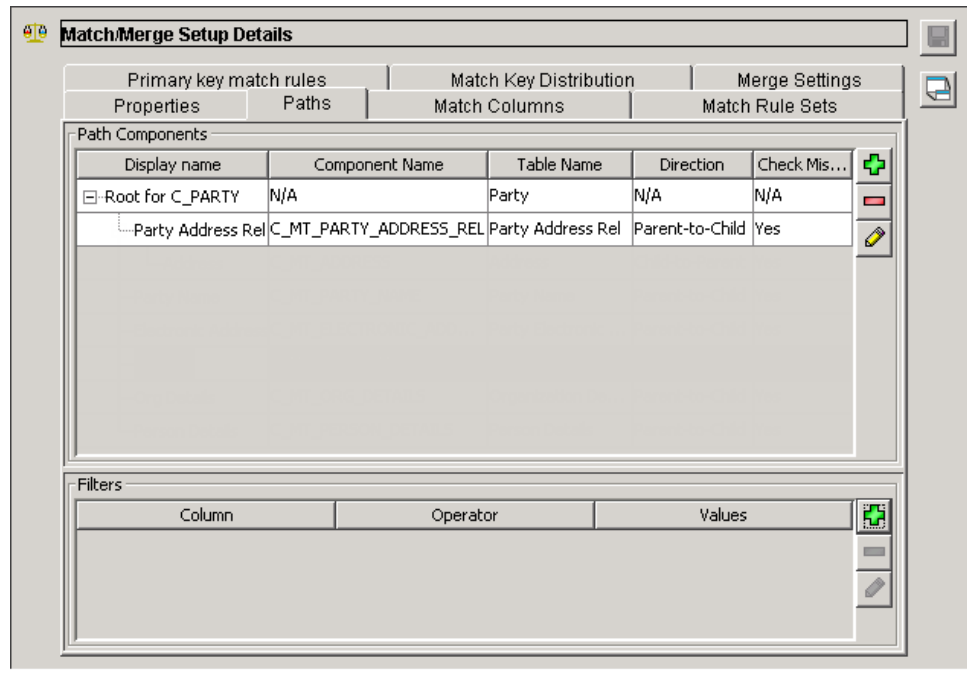 Match/Merge Setup Details
Primary key match rules Match Key Distribution Merge Settings
Properties Paths Match Columns Match Rule Sets
Path Components
Display name Component Name Table Name Direction Check Mis...
Root for C_PARTY N/A Party N/A N/A
Party Address Rel C_MT_PARTY_ADDRESS_REL Party Address Rel Parent-to-Child Yes
Filters
Column Operator Values